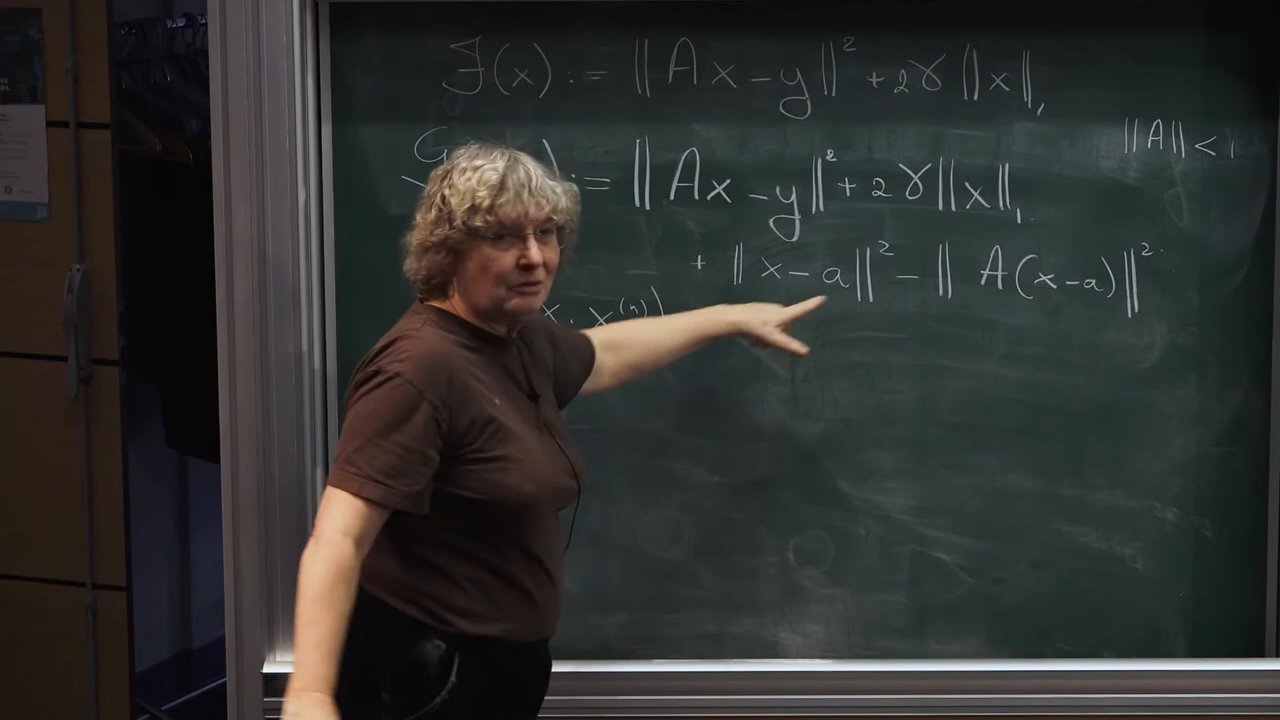 𝒥(x) := ‖Ax − y‖² + 2γ‖x‖₁
‖A‖ < 1
G ) := ‖Ax − y‖² + 2γ‖x‖₁
+ ‖x − a‖² − ‖A(x−a)‖²
x, x⁽ⁿ⁾)